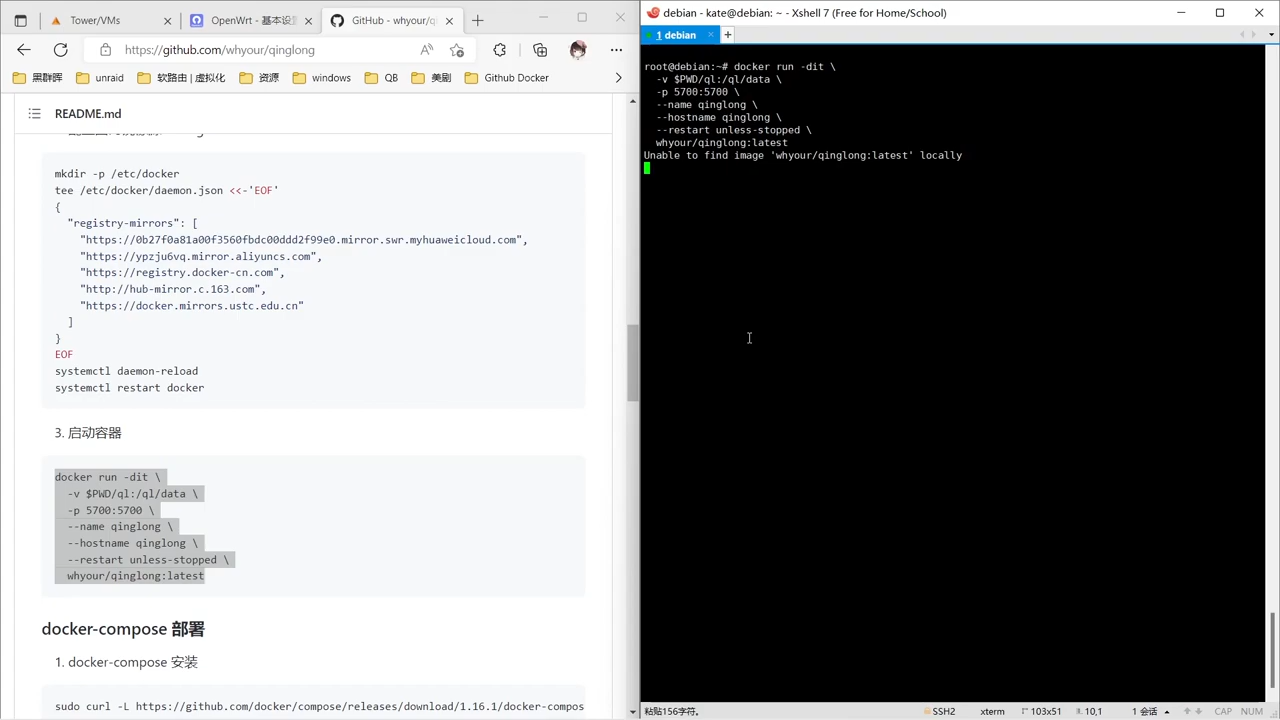 Tower/VMs
OpenWrt - 基本设
GitHub - whyour/q
https://github.com/whyour/qinglong
黑群晖
unraid
软路由 | 虚拟化
资源
windows
QB
美剧
Github Docker
README.md
mkdir -p /etc/docker
tee /etc/docker/daemon.json <<-'EOF'
{
"registry-mirrors": [
"https://0b27f0a81a00f3560fbdc00ddd2f99e0.mirror.swr.myhuaweicloud.com",
"https://ypzju6vq.mirror.aliyuncs.com",
"https://registry.docker-cn.com",
"http://hub-mirror.c.163.com",
"https://docker.mirrors.ustc.edu.cn"
]
}
EOF
systemctl daemon-reload
systemctl restart docker
3. 启动容器
docker run -dit \
-v $PWD/ql:/ql/data \
-p 5700:5700 \
--name qinglong \
--hostname qinglong \
--restart unless-stopped \
whyour/qinglong:latest
docker-compose 部署
1. docker-compose 安装
sudo curl -L https://github.com/docker/compose/releases/download/1.16.1/docker-compos
debian - kate@debian: ~ - Xshell 7 (Free for Home/School)
1 debian
root@debian:~# docker run -dit \
-v $PWD/ql:/ql/data \
-p 5700:5700 \
--name qinglong \
--hostname qinglong \
--restart unless-stopped \
whyour/qinglong:latest
Unable to find image 'whyour/qinglong:latest' locally
粘贴156字符。
SSH2
xterm
103x51
10,1
1 会话
CAP
NUM